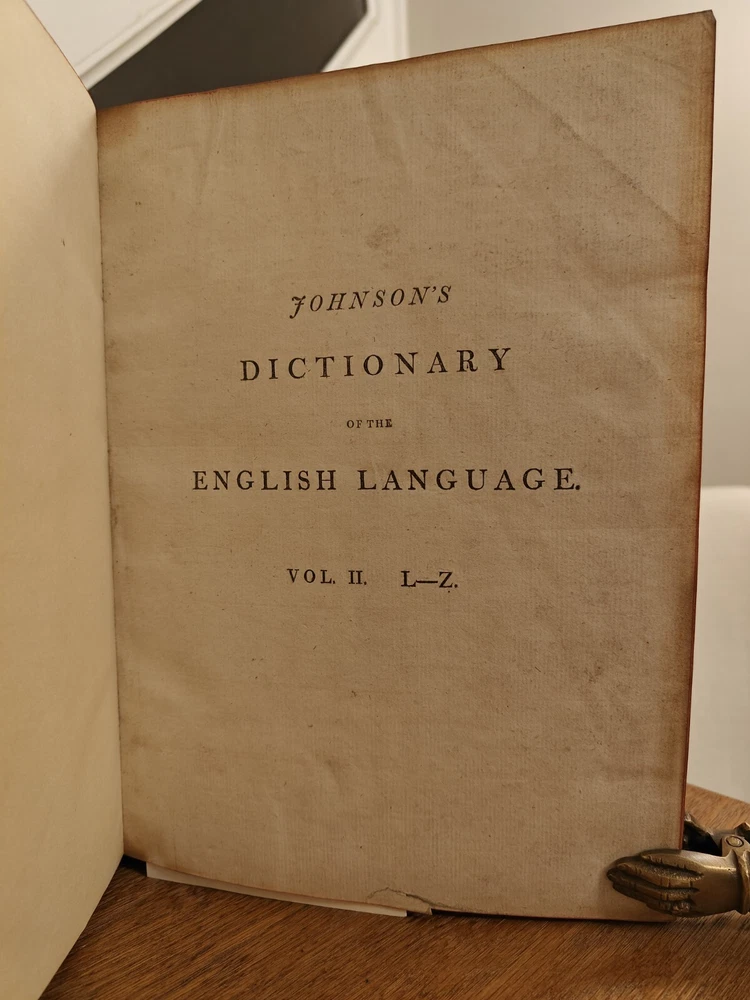 JOHNSON'S
DICTIONARY
OF THE
ENGLISH LANGUAGE.
VOL. II. L—Z.